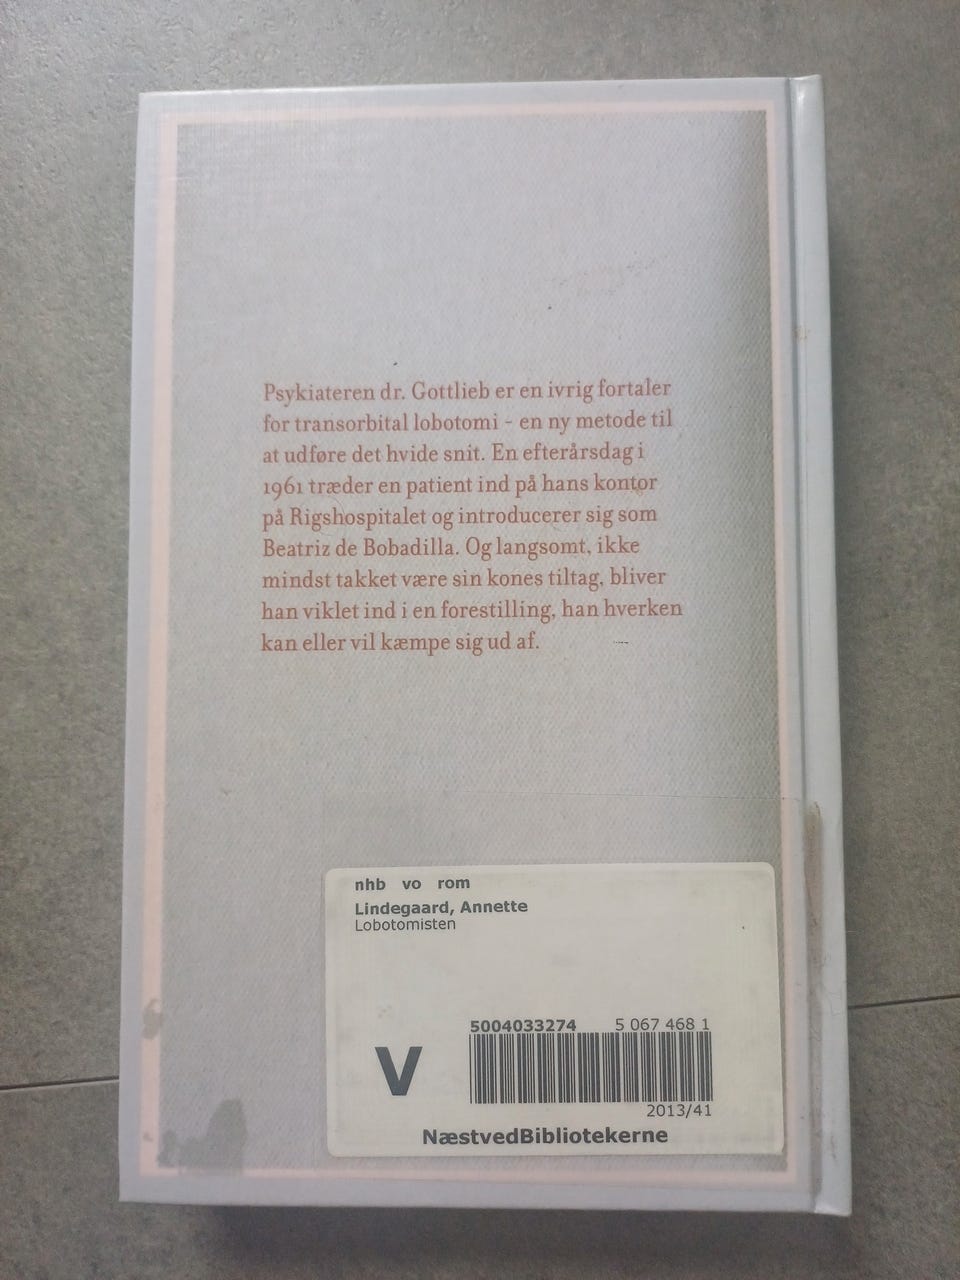 Psykiateren dr. Gottlieb er en ivrig fortaler
for transorbital lobotomi - en ny metode til
at udføre det hvide snit. En efterårsdag i
1961 træder en patient ind på hans kontor
på Rigshospitalet og introducerer sig som
Beatriz de Bobadilla. Og langsomt, ikke
mindst takket være sin kones tiltag, bliver
han viklet ind i en forestilling, han hverken
kan eller vil kæmpe sig ud af.
nhb vo rom
Lindegaard, Annette
Lobotomisten
5004033274 5 067 468 1
V
2013/41
NæstvedBibliotekerne